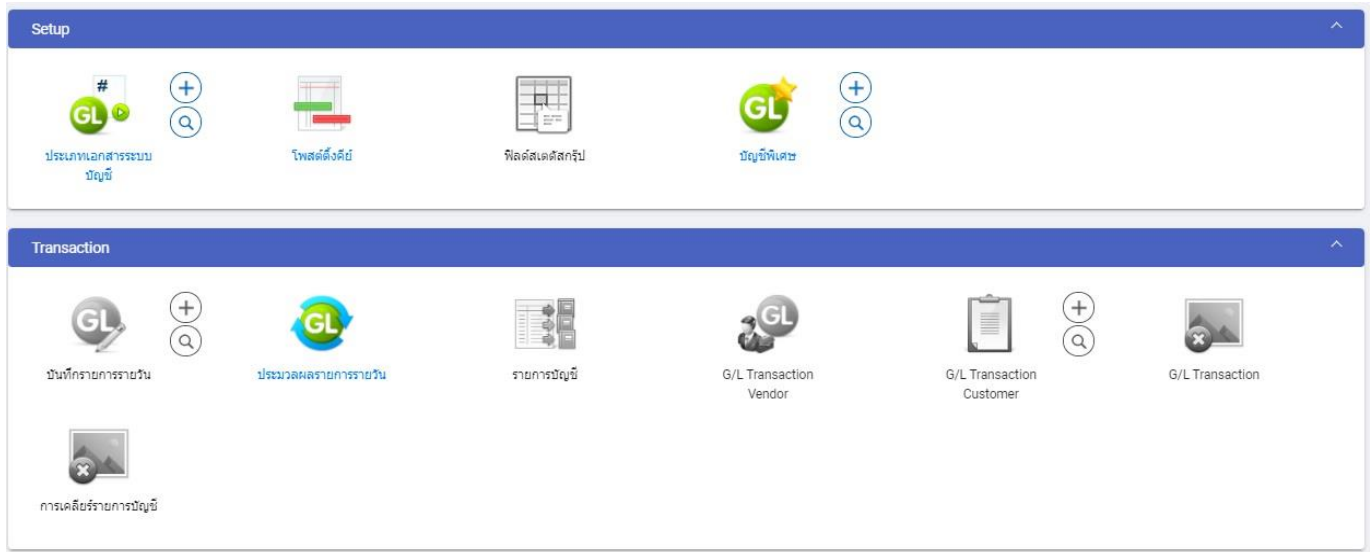 Setup
#
GL
GL
ประเภทเอกสารระบบ
บัญชี
โพสต์ติ้งคีย์
ฟิลด์สเตตัสกรุ๊ป
บัญชีพิเศษ
Transaction
GL
GL
GL
บันทึกรายการรายวัน
ประมวลผลรายการรายวัน
รายการบัญชี
G/L Transaction
Vendor
G/L Transaction
Customer
G/L Transaction
การเคลียร์รายการบัญชี